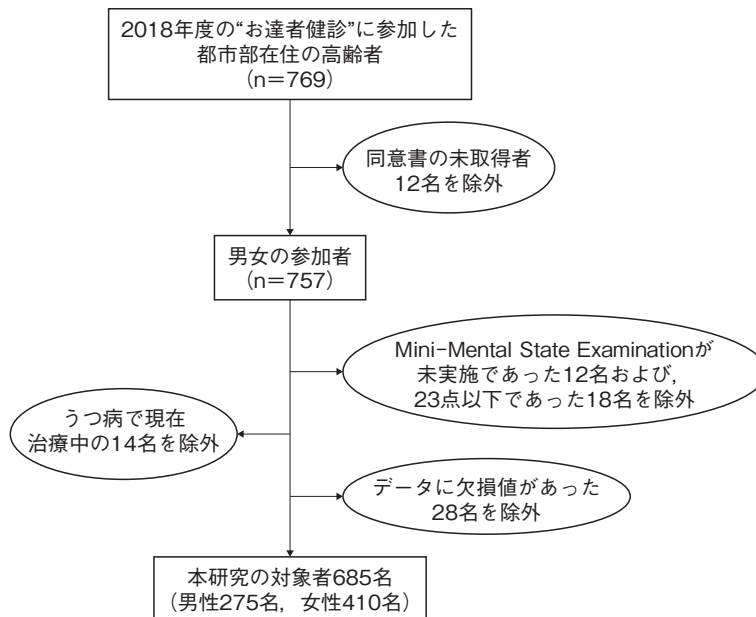 2018年度の“お達者健診”に参加した
都市部在住の高齢者
（n＝769）
同意書の未取得者
12名を除外
男女の参加者
（n＝757）
Mini-Mental State Examinationが
未実施であった12名および，
23点以下であった18名を除外
うつ病で現在
治療中の14名を除外
データに欠損値があった
28名を除外
本研究の対象者685名
（男性275名，女性410名）